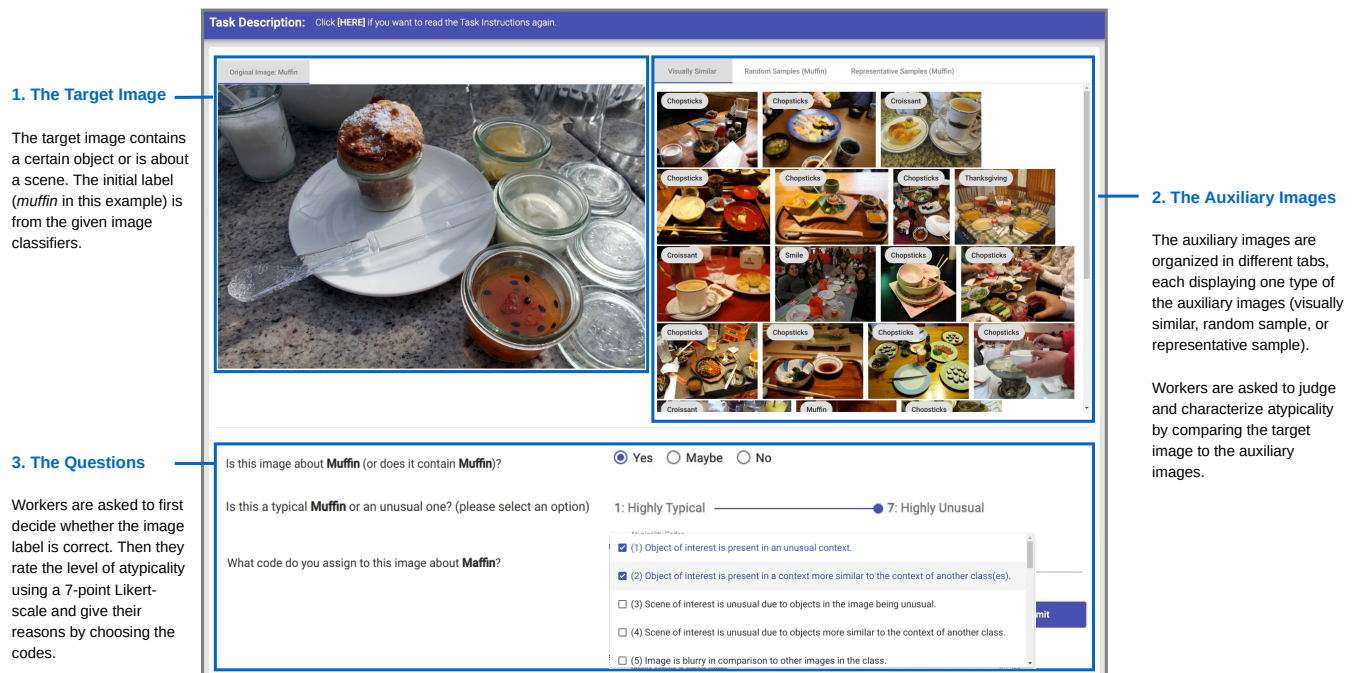 Task Description: Click [HERE] if you want to read the Task Instructions again.
1. The Target Image
The target image contains
a certain object or is about
a scene. The initial label
(muffin in this example) is
from the given image
classifiers.
Original Image: Muffin
Visually Similar Random Samples (Muffin) Representative Samples (Muffin)
Chopsticks Chopsticks Croissant
Chopsticks Chopsticks Chopsticks Thanksgiving
Croissant Smile Chopsticks Chopsticks
Chopsticks Chopsticks Chopsticks Chopsticks
Croissant Muffin Chopsticks
2. The Auxiliary Images
The auxiliary images are
organized in different tabs,
each displaying one type of
the auxiliary images (visually
similar, random sample, or
representative sample).
Workers are asked to judge
and characterize atypicality
by comparing the target
image to the auxiliary
images.
3. The Questions
Workers are asked to first
decide whether the image
label is correct. Then they
rate the level of atypicality
using a 7-point Likert-
scale and give their
reasons by choosing the
codes.
Is this image about Muffin (or does it contain Muffin)? Yes Maybe No
Is this a typical Muffin or an unusual one? (please select an option) 1: Highly Typical 7: Highly Unusual
What code do you assign to this image about Maffin?
(1) Object of interest is present in an unusual context.
(2) Object of interest is present in a context more similar to the context of another class(es).
(3) Scene of interest is unusual due to objects in the image being unusual.
(4) Scene of interest is unusual due to objects more similar to the context of another class.
(5) Image is blurry in comparison to other images in the class.
mit